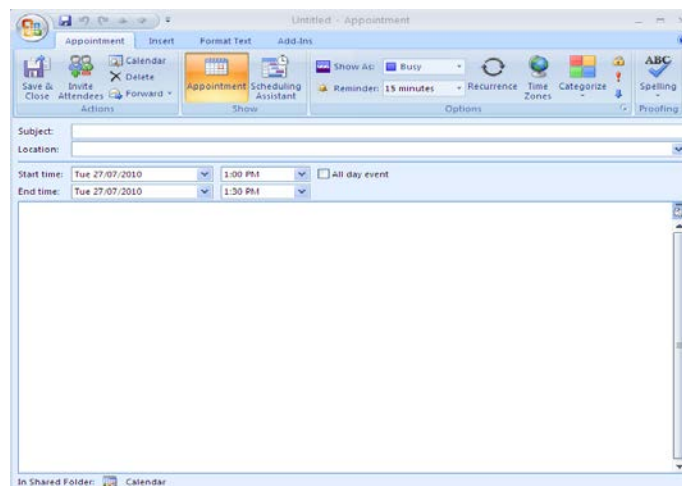 Untitled - Appointment
Appointment Insert Format Text Add-Ins
Save & Close
Invite Attendees
Calendar
Delete
Forward
Actions
Appointment
Scheduling Assistant
Show
Show As: Busy
Reminder: 15 minutes
Recurrence
Time Zones
Categorize
Options
ABC
Spelling
Proofing
Subject:
Location:
Start time: Tue 27/07/2010 1:00 PM All day event
End time: Tue 27/07/2010 1:30 PM
In Shared Folder: Calendar